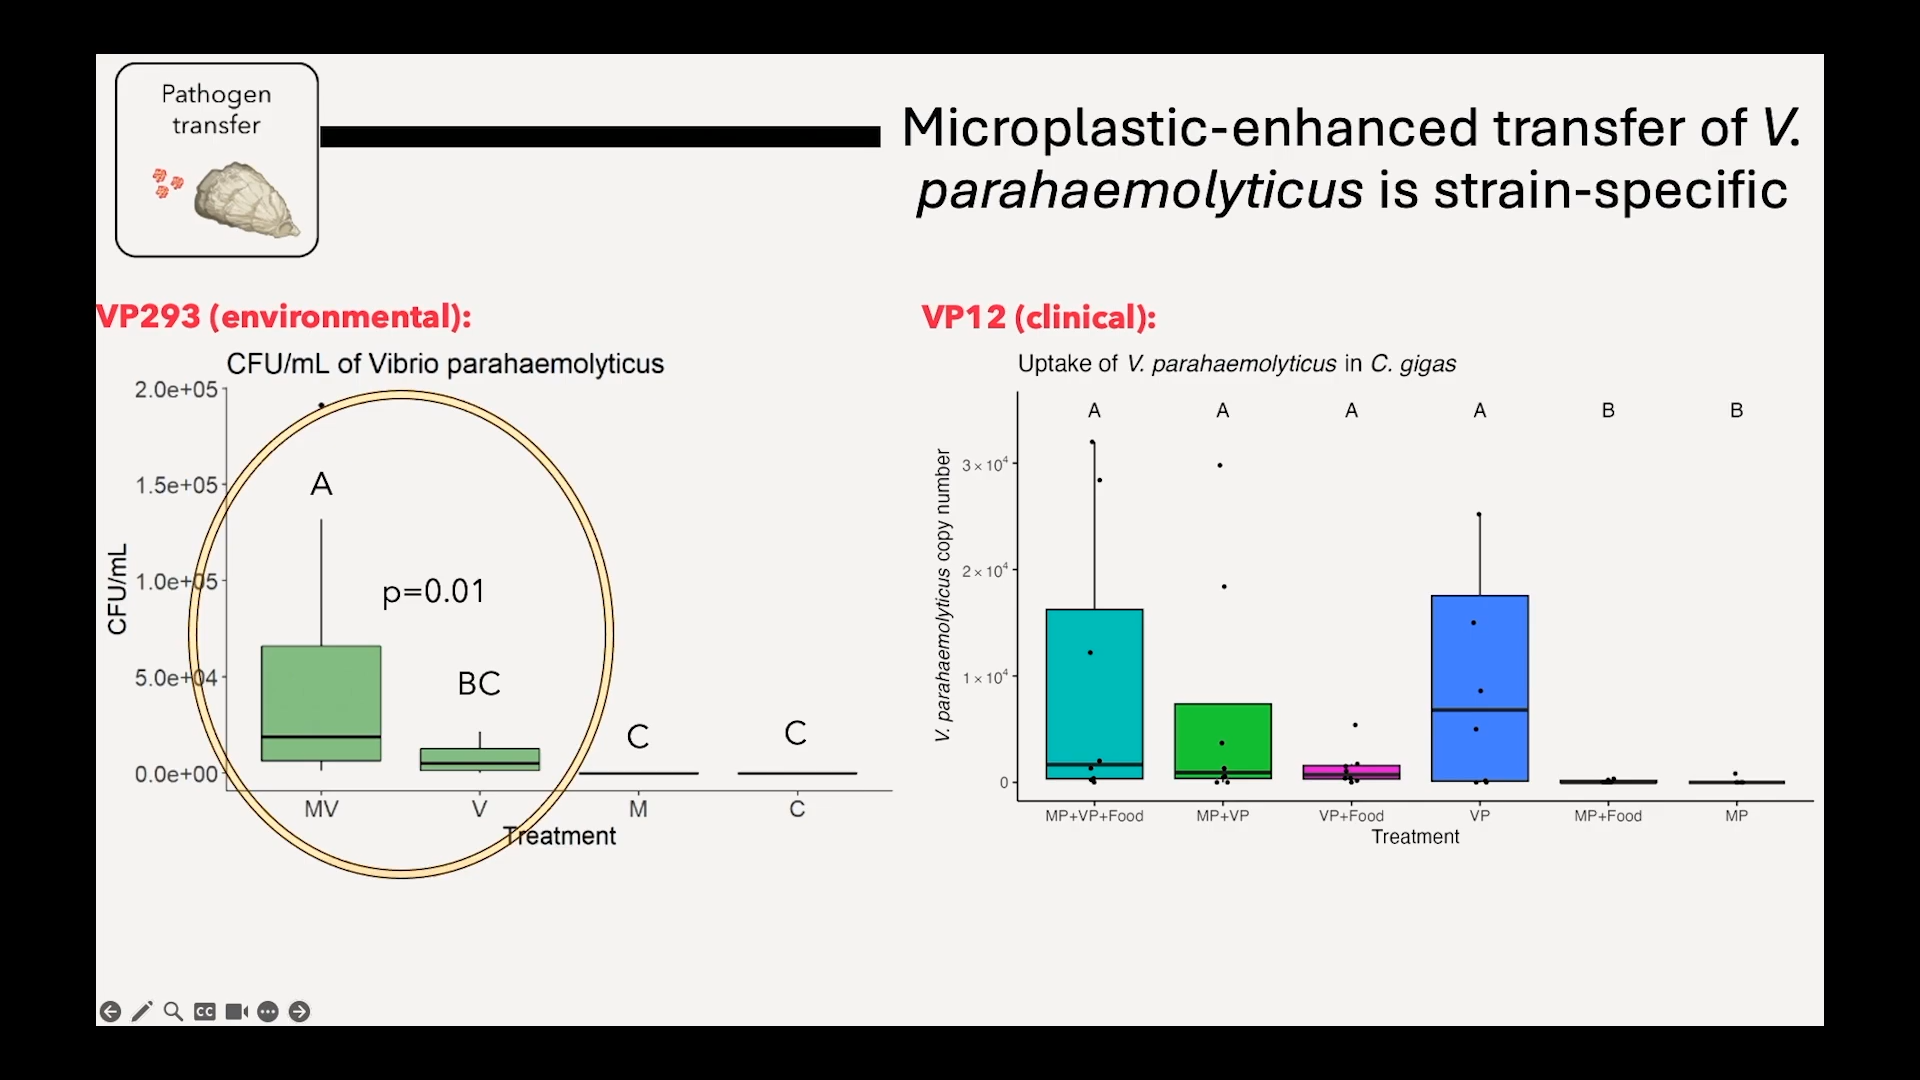 Pathogen
transfer
Microplastic-enhanced transfer of V.
parahaemolyticus is strain-specific
VP293 (environmental):
CFU/mL of Vibrio parahaemolyticus
2.0e+05
1.5e+05
1.0e+05
5.0e+04
0.0e+00
CFU/mL
A
p=0.01
BC
C
C
MV V M C
Treatment
VP12 (clinical):
Uptake of V. parahaemolyticus in C. gigas
A A A A B B
V. parahaemolyticus copy number
3×10⁴
2×10⁴
1×10⁴
0
MP+VP+Food MP+VP VP+Food VP MP+Food MP
Treatment
CC